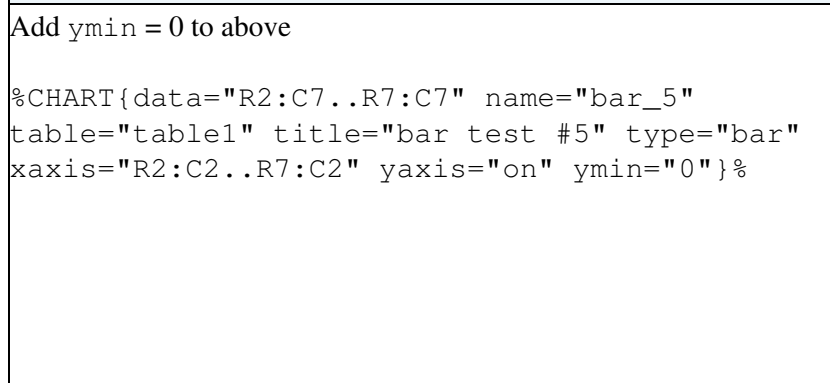 Add ymin = 0 to above
%CHART{data="R2:C7..R7:C7" name="bar_5"
table="table1" title="bar test #5" type="bar"
xaxis="R2:C2..R7:C2" yaxis="on" ymin="0"}%